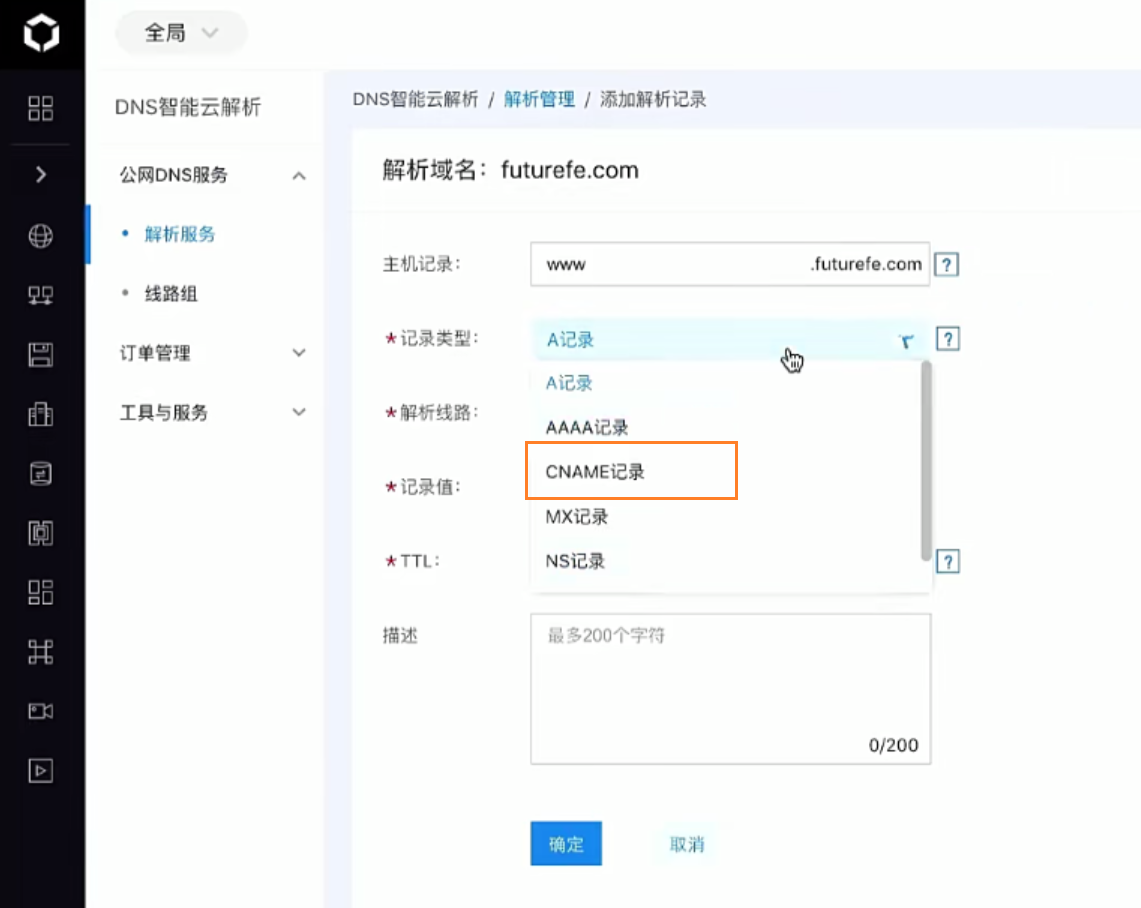 全局
DNS智能云解析
公网DNS服务
解析服务
线路组
订单管理
工具与服务
DNS智能云解析 / 解析管理 / 添加解析记录
解析域名：futurefe.com
主机记录：
www
.futurefe.com
?
*记录类型：
A记录
?
A记录
AAAA记录
CNAME记录
MX记录
NS记录
*解析线路：
*记录值：
*TTL：
?
描述
最多200个字符
0/200
确定
取消